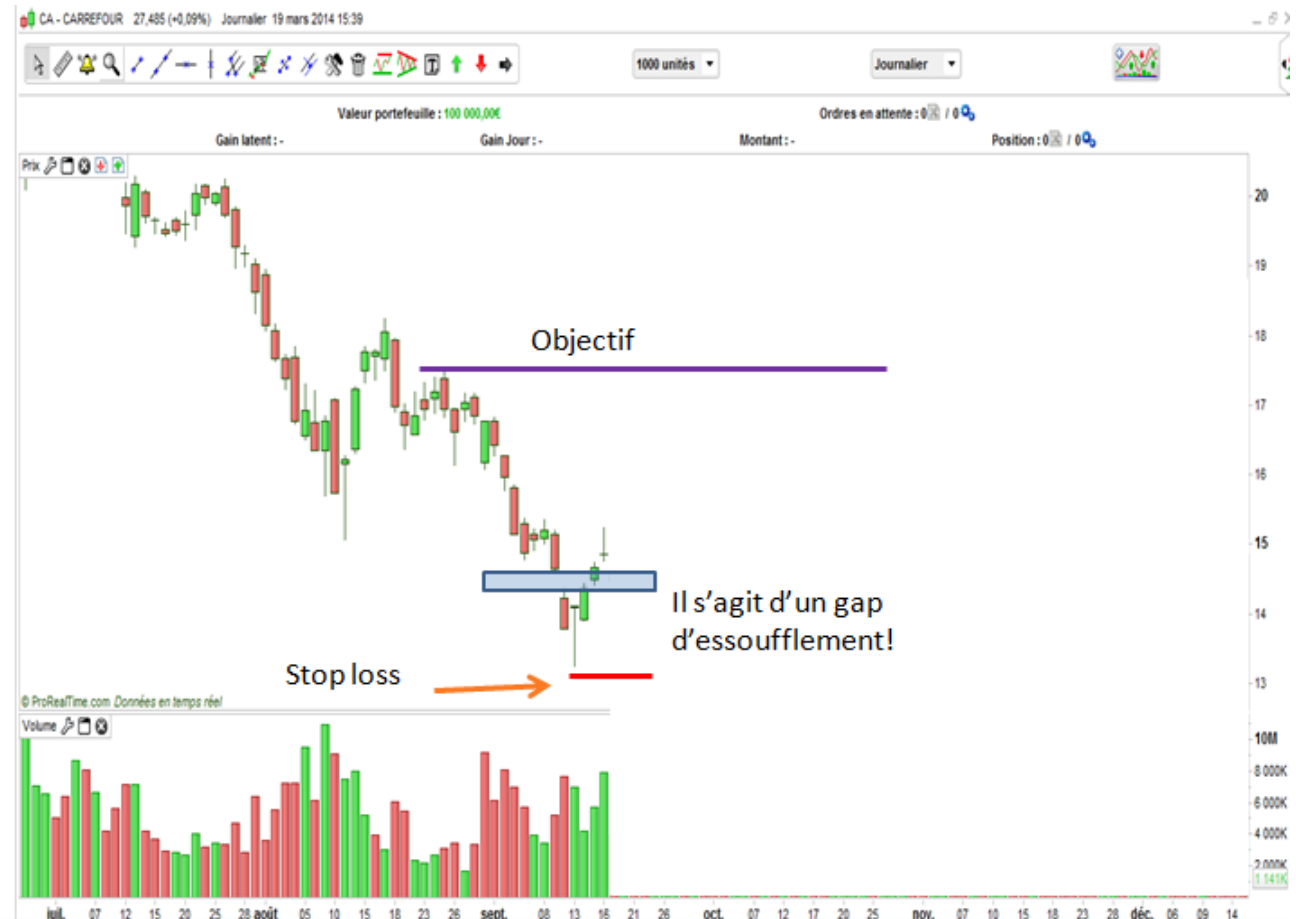 CA - CARREFOUR 27,485 (+0,09%) Journalier 19 mars 2014 15:39
1000 unités Journalier
Valeur portefeuille : 100 000,00€ Ordres en attente : 0 / 0
Gain latent : - Gain Jour : - Montant : - Position : 0 / 0
Prix
20
19
18
Objectif
17
16
15
Il s’agit d’un gap
d’essoufflement!
14
Stop loss
13
© ProRealTime.com Données en temps réel
Volume
10M
8 000K
6 000K
4 000K
2 000K
1 141K
juil. 07 12 15 20 25 28 août 05 10 15 18 23 26 sept. 08 13 16 21 26 oct. 07 12 17 20 25 nov. 07 10 15 18 23 28 déc. 06 09 14